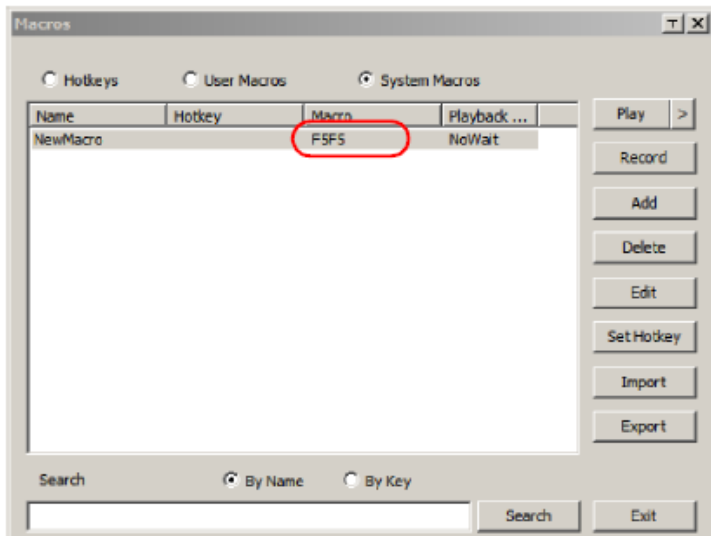 Macros
Hotkeys User Macros System Macros
Name Hotkey Macro Playback ...
NewMacro F5F5 NoWait
Play >
Record
Add
Delete
Edit
Set Hotkey
Import
Export
Search By Name By Key
Search Exit